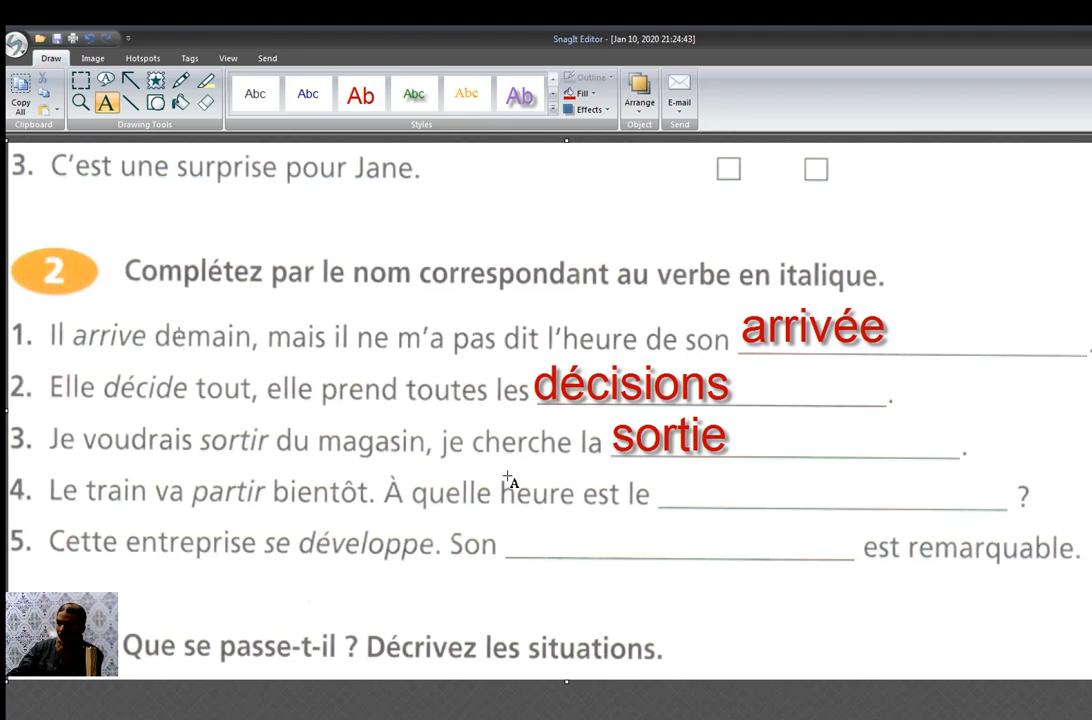 SnagIt Editor - [Jan 10, 2020 21:24:43]
Draw Image Hotspots Tags View Send
Copy All
Abc Abc Ab Abc Abc Ab
Outline
Fill
Effects
Arrange
E-mail
Clipboard Drawing Tools Styles Object Send
3. C'est une surprise pour Jane.
2 Complétez par le nom correspondant au verbe en italique.
1. Il arrive demain, mais il ne m'a pas dit l'heure de son arrivée.
2. Elle décide tout, elle prend toutes les décisions.
3. Je voudrais sortir du magasin, je cherche la sortie.
4. Le train va partir bientôt. À quelle heure est le ____ ?
5. Cette entreprise se développe. Son ____ est remarquable.
Que se passe-t-il ? Décrivez les situations.